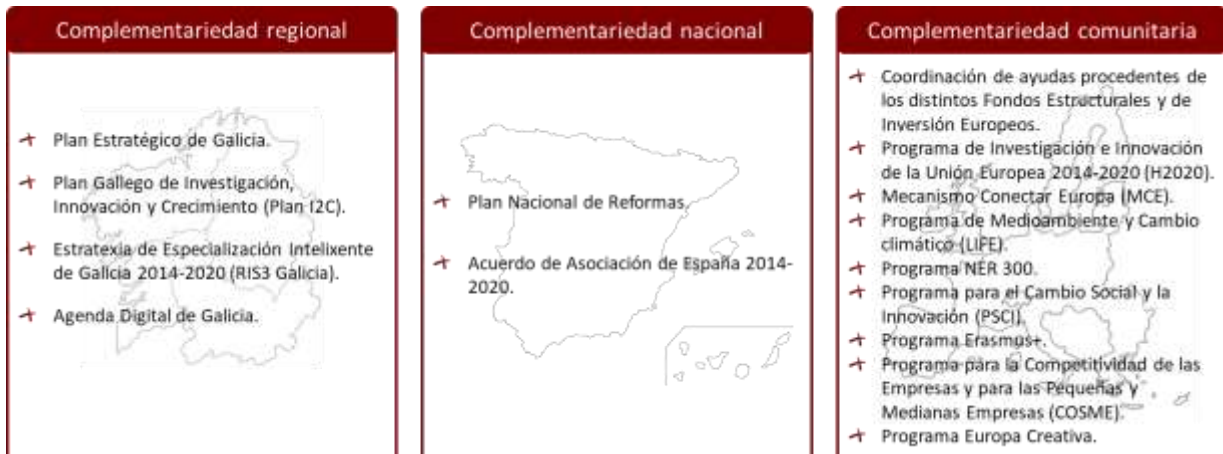 Complementariedad regional
Plan Estratégico de Galicia.
Plan Gallego de Investigación,
Innovación y Crecimiento (Plan I2C).
Estratexia de Especialización Intelixente
de Galicia 2014-2020 (RIS3 Galicia).
Agenda Digital de Galicia.
Complementariedad nacional
Plan Nacional de Reformas.
Acuerdo de Asociación de España 2014-
2020.
Complementariedad comunitaria
Coordinación de ayudas procedentes de
los distintos Fondos Estructurales y de
Inversión Europeos.
Programa de Investigación e Innovación
de la Unión Europea 2014-2020 (H2020).
Mecanismo Conectar Europa (MCE).
Programa de Medioambiente y Cambio
climático (LIFE).
Programa NER 300.
Programa para el Cambio Social y la
Innovación (PSCI).
Programa Erasmus+.
Programa para la Competitividad de las
Empresas y para las Pequeñas y
Medianas Empresas (COSME).
Programa Europa Creativa.